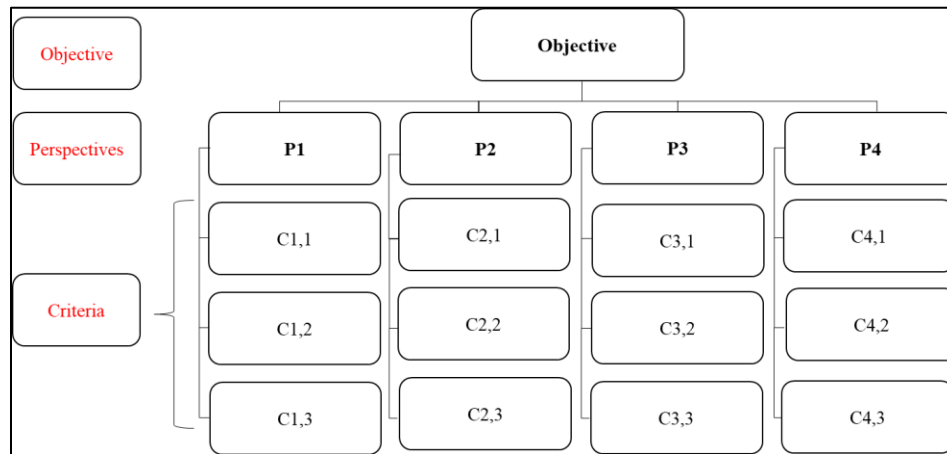 Objective
Objective
Perspectives
P1
P2
P3
P4
C1,1
C2,1
C3,1
C4,1
Criteria
C1,2
C2,2
C3,2
C4,2
C1,3
C2,3
C3,3
C4,3